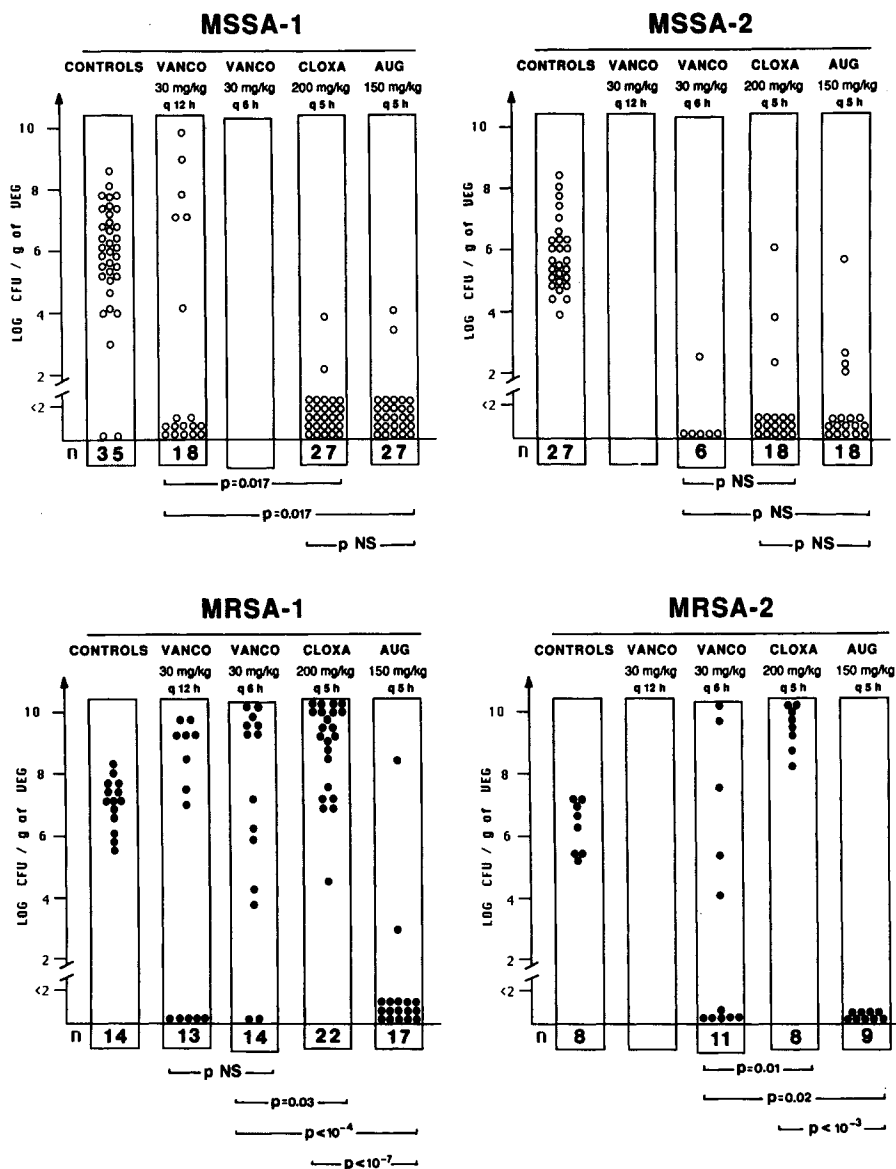 MSSA-1
CONTROLS VANCO VANCO CLOXA AUG
30 mg/kg 30 mg/kg 200 mg/kg 150 mg/kg
q 12 h q 6 h q 5 h q 5 h
LOG CFU / g of VEG
10
8
6
4
2
<2
n 35 18 27 27
p=0.017
p=0.017
p NS
MSSA-2
CONTROLS VANCO VANCO CLOXA AUG
30 mg/kg 30 mg/kg 200 mg/kg 150 mg/kg
q 12 h q 6 h q 5 h q 5 h
LOG CFU / g of VEG
10
8
6
4
2
<2
n 27 6 18 18
p NS
p NS
p NS
MRSA-1
CONTROLS VANCO VANCO CLOXA AUG
30 mg/kg 30 mg/kg 200 mg/kg 150 mg/kg
q 12 h q 6 h q 5 h q 5 h
LOG CFU / g of VEG
10
8
6
4
2
<2
n 14 13 14 22 17
p NS
p=0.03
p<10⁻⁴
p<10⁻⁷
MRSA-2
CONTROLS VANCO VANCO CLOXA AUG
30 mg/kg 30 mg/kg 200 mg/kg 150 mg/kg
q 12 h q 6 h q 5 h q 5 h
LOG CFU / g of VEG
10
8
6
4
2
<2
n 8 11 8 9
p=0.01
p=0.02
p<10⁻³